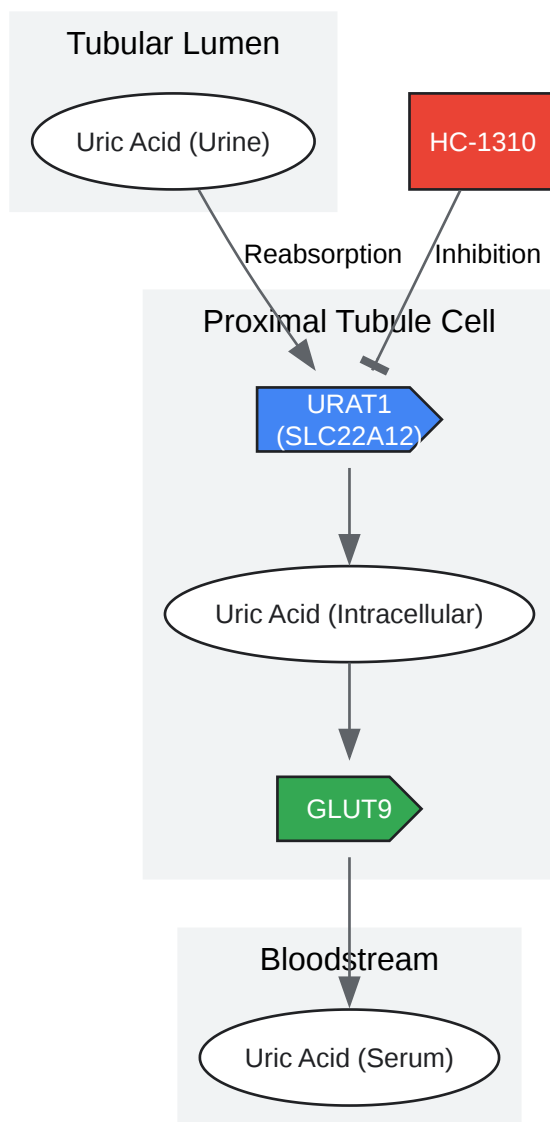 Tubular Lumen
Uric Acid (Urine)
HC-1310
Reabsorption
Inhibition
Proximal Tubule Cell
URAT1
(SLC22A12)
Uric Acid (Intracellular)
GLUT9
Bloodstream
Uric Acid (Serum)